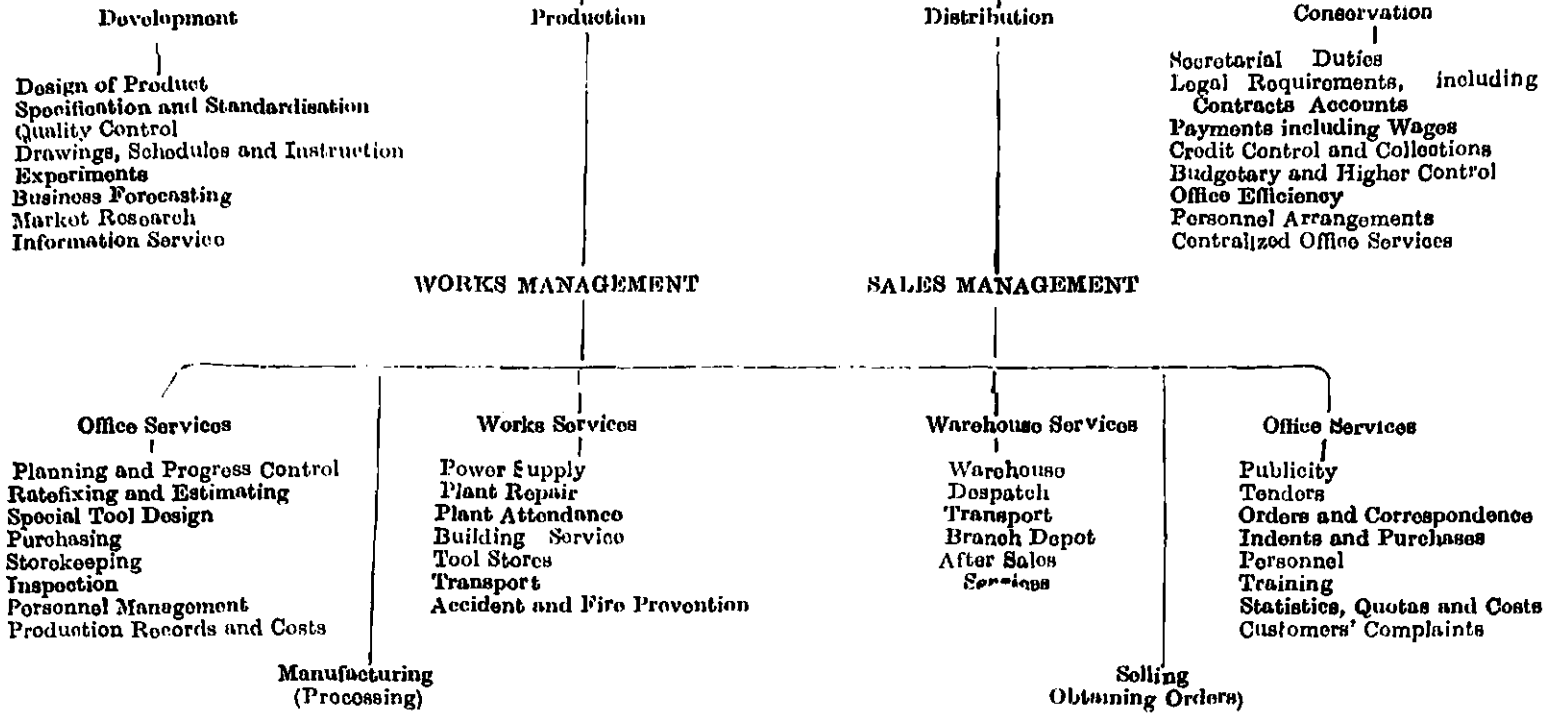 Development
Design of Product
Specification and Standardisation
Quality Control
Drawings, Schedules and Instruction
Experiments
Business Forecasting
Market Research
Information Service
Production
Distribution
Conservation
Secretarial Duties
Legal Requirements, including
Contracts Accounts
Payments including Wages
Credit Control and Collections
Budgetary and Higher Control
Office Efficiency
Personnel Arrangements
Centralized Office Services
WORKS MANAGEMENT
SALES MANAGEMENT
Office Services
Planning and Progress Control
Ratefixing and Estimating
Special Tool Design
Purchasing
Storekeeping
Inspection
Personnel Management
Production Records and Costs
Manufacturing
(Processing)
Works Services
Power Supply
Plant Repair
Plant Attendance
Building Service
Tool Stores
Transport
Accident and Fire Prevention
Warehouse Services
Warehouse
Despatch
Transport
Branch Depot
After Sales
Services
Selling
Obtaining Orders)
Office Services
Publicity
Tenders
Orders and Correspondence
Indents and Purchases
Personnel
Training
Statistics, Quotas and Costs
Customers' Complaints